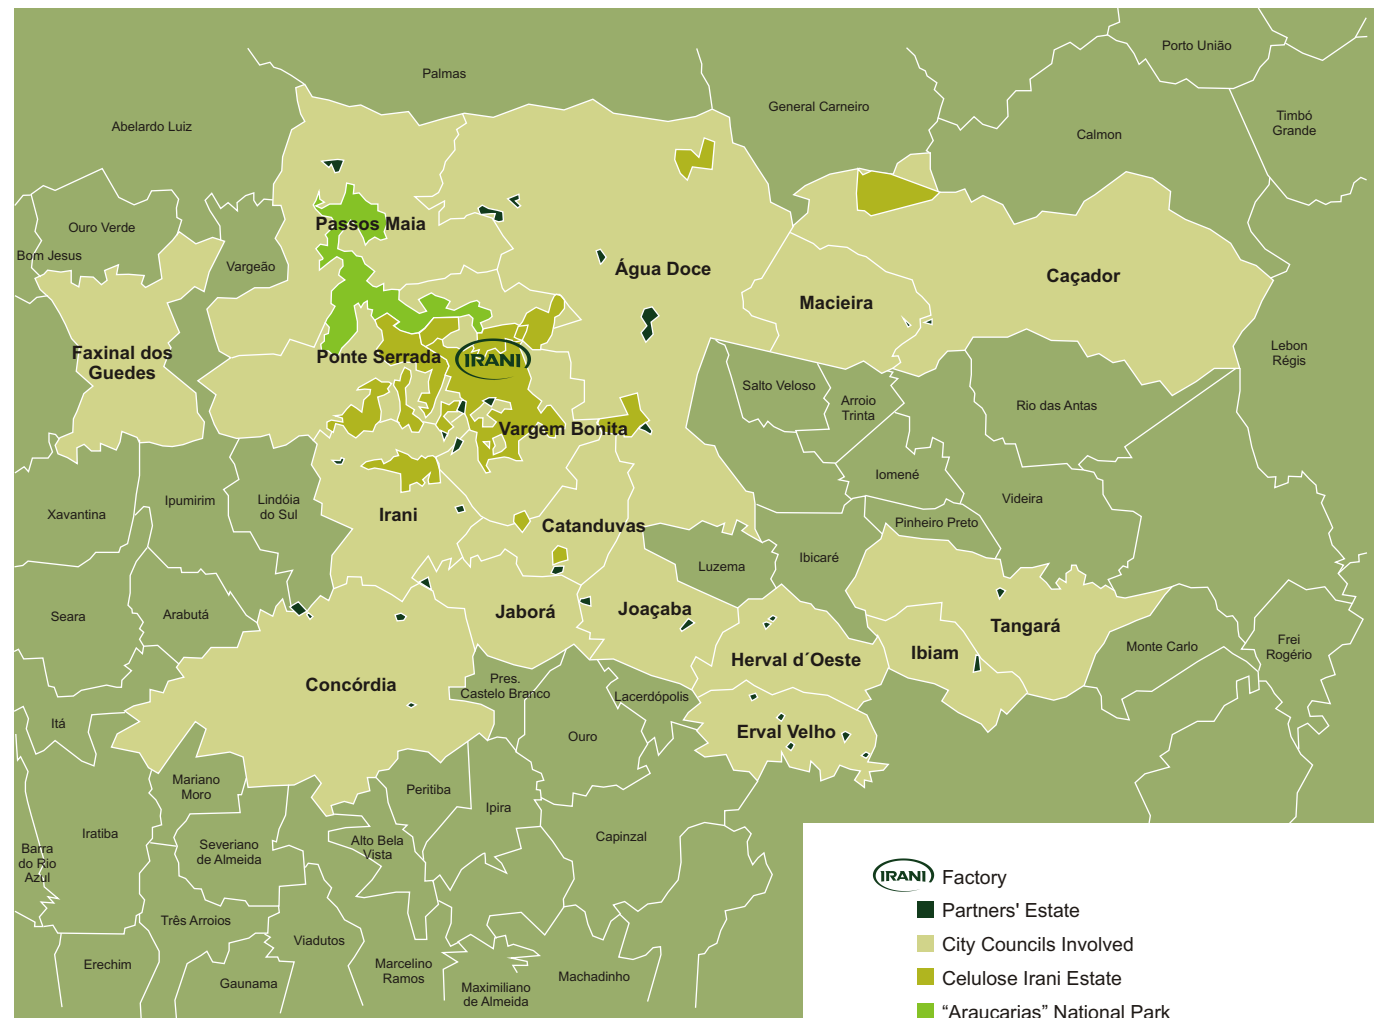 Porto União
Palmas
General Carneiro
Timbó
Grande
Abelardo Luiz
Calmon
Ouro Verde
Passos Maia
Bom Jesus
Vargeão
Água Doce
Caçador
Macieira
Faxinal dos
Guedes
Ponte Serrada
IRANI
Lebon
Régis
Salto Veloso
Arroio
Trinta
Rio das Antas
Vargem Bonita
Iomené
Xavantina
Ipumirim
Lindóia
do Sul
Irani
Catanduvas
Videira
Pinheiro Preto
Ibicaré
Luzema
Seara
Arabutá
Jaborá
Joaçaba
Tangará
Ibiam
Monte Carlo
Frei
Rogério
Herval d´Oeste
Concórdia
Pres.
Castelo Branco
Lacerdópolis
Itá
Ouro
Erval Velho
Mariano
Moro
Peritiba
Ipira
Iratiba
Capinzal
Barra
do Rio
Azul
Severiano
de Almeida
Alto Bela
Vista
Três Arroios
Viadutos
Erechim
Gaunama
Marcelino
Ramos
Maximiliano
de Almeida
Machadinho
IRANI Factory
Partners' Estate
City Councils Involved
Celulose Irani Estate
“Araucarias” National Park